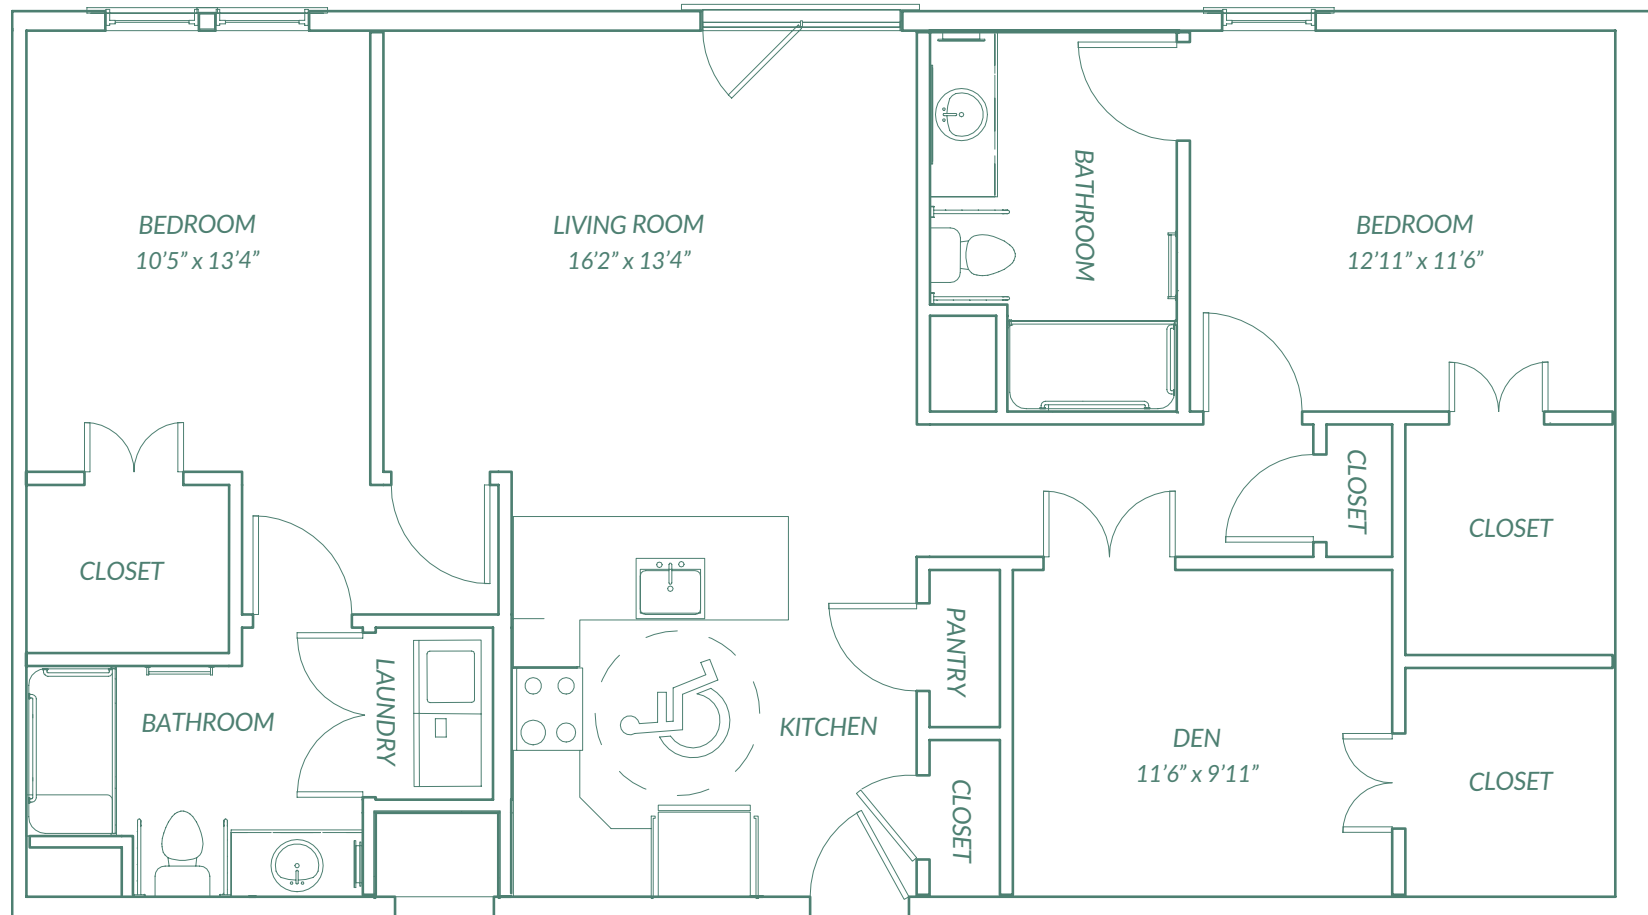 BEDROOM
10’5” x 13’4”
LIVING ROOM
16’2” x 13’4”
BATHROOM
BEDROOM
12’11” x 11’6”
CLOSET
CLOSET
CLOSET
PANTRY
LAUNDRY
BATHROOM
KITCHEN
DEN
11’6” x 9’11”
CLOSET
CLOSET